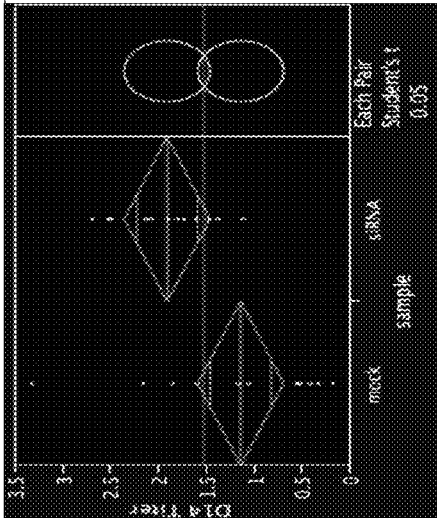 D14 Titer
3.5
3
2.5
2
1.5
1
0.5
0
mock
siRNA
sample
Each Pair
Student's t
0.05